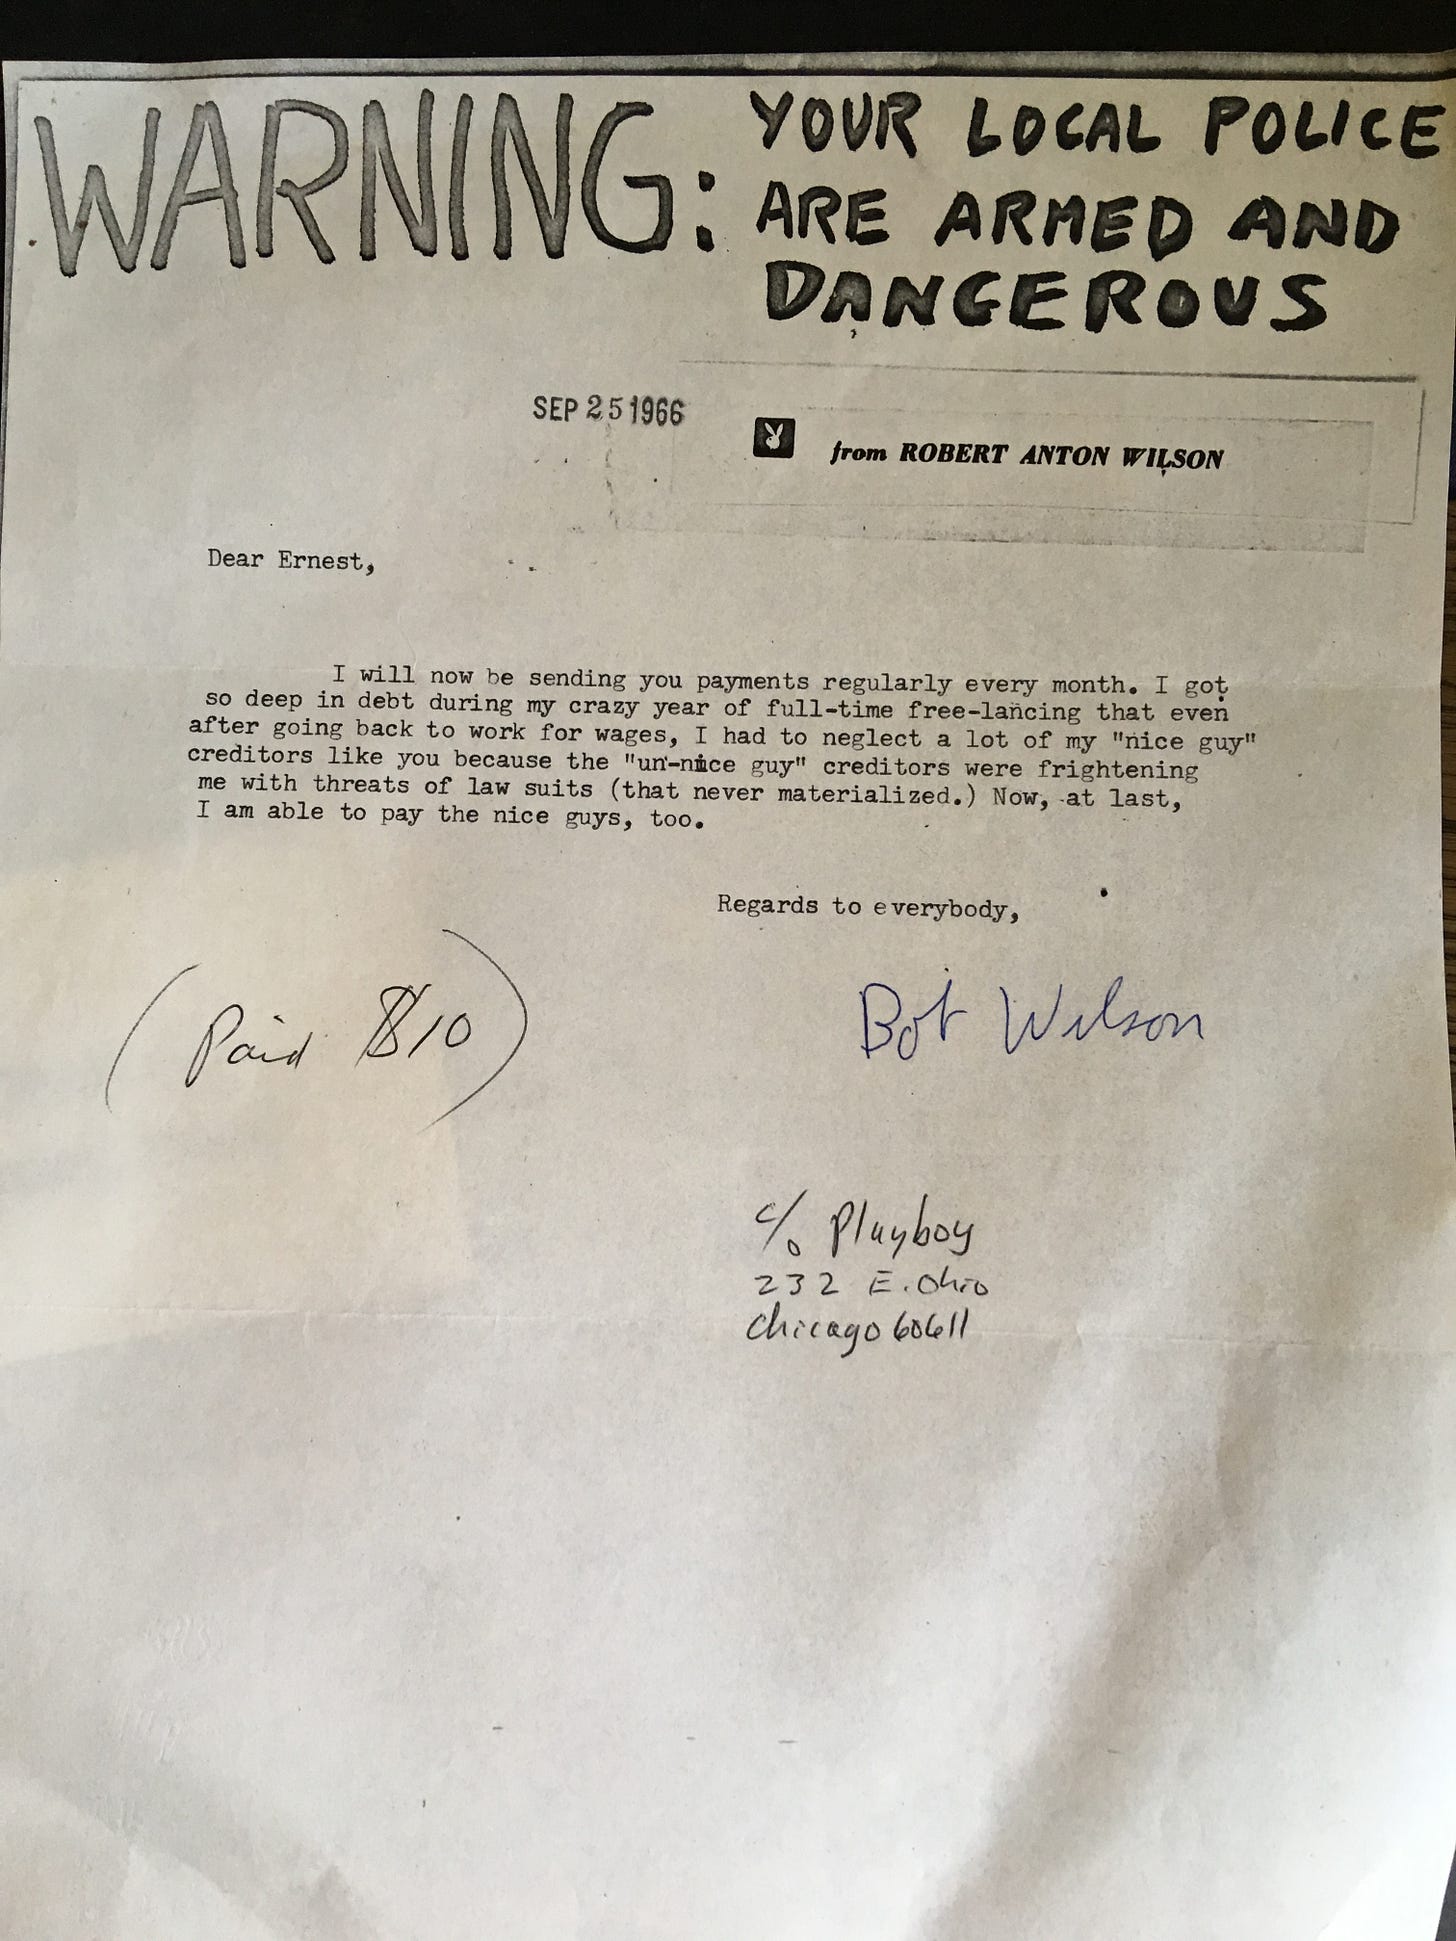 WARNING: YOUR LOCAL POLICE
ARE ARMED AND
DANGEROUS
SEP 25 1966
from ROBERT ANTON WILSON
Dear Ernest,
I will now be sending you payments regularly every month. I got
so deep in debt during my crazy year of full-time free-lancing that even
after going back to work for wages, I had to neglect a lot of my "nice guy"
creditors like you because the "un-nice guy" creditors were frightening
me with threats of law suits (that never materialized.) Now, at last,
I am able to pay the nice guys, too.
Regards to everybody,
(Paid $10)
Bob Wilson
c/o Playboy
232 E. Ohio
Chicago 60611